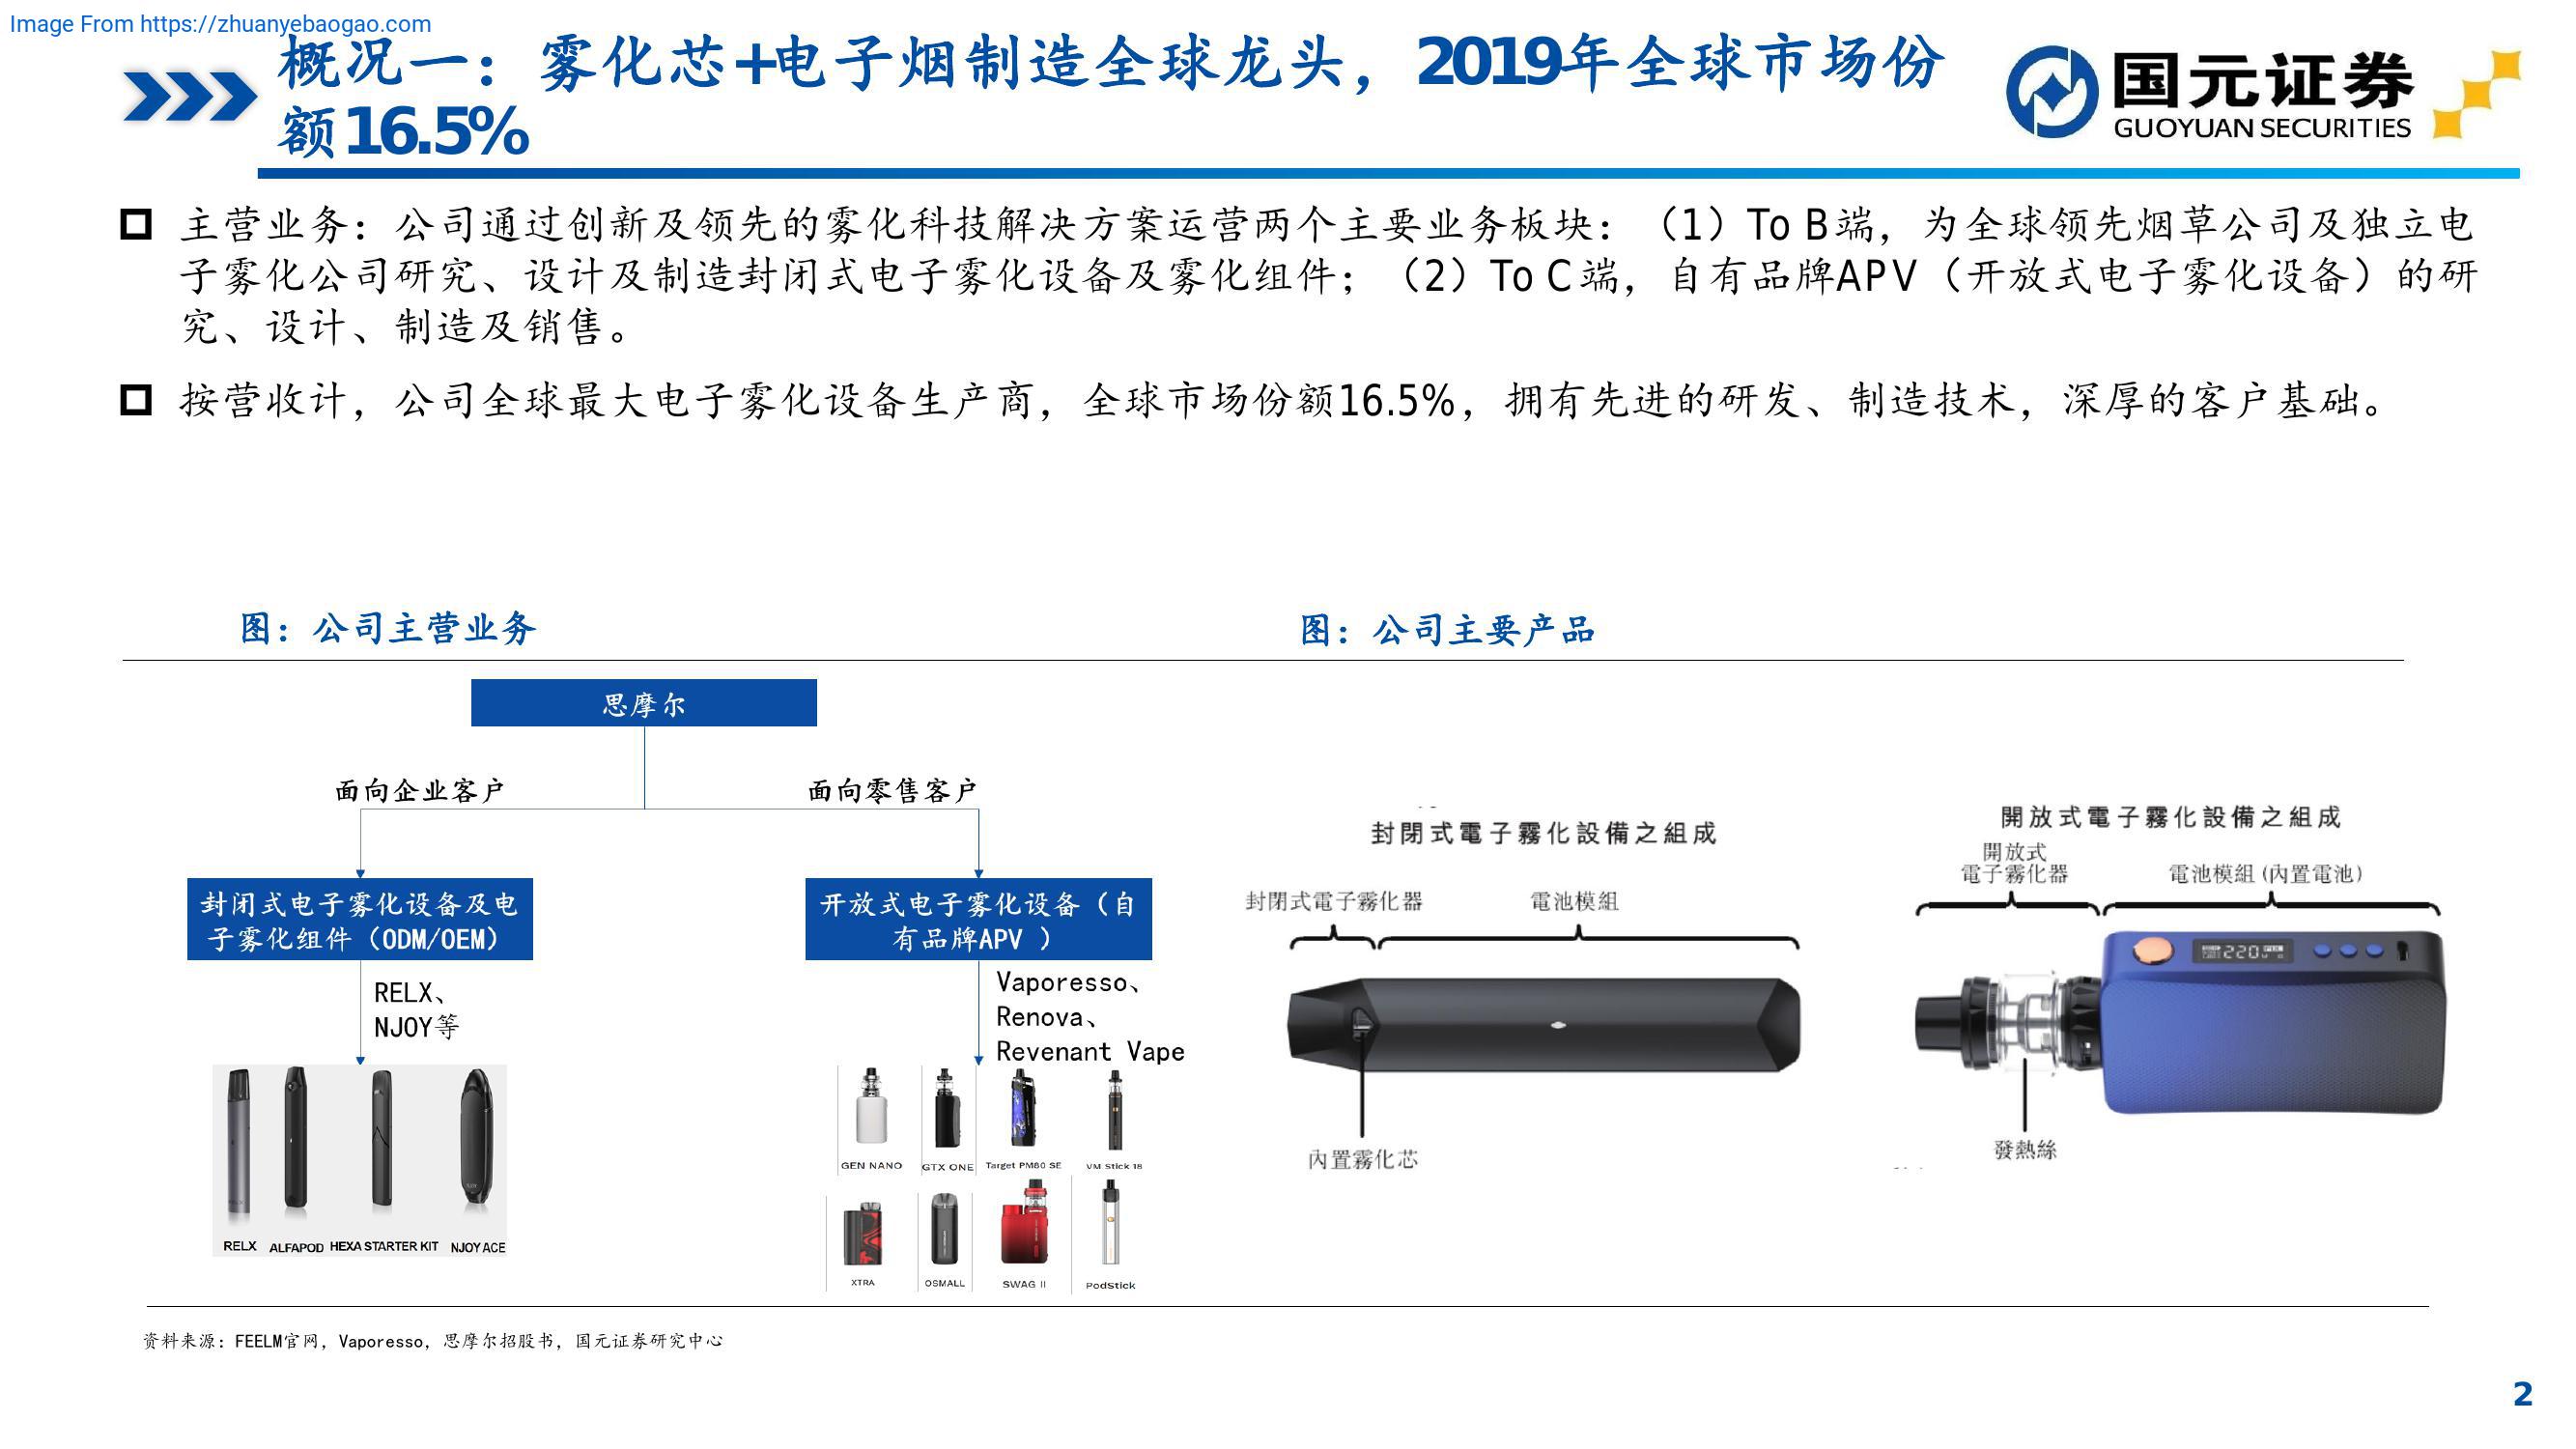 Image From https://zhuanyebaogao.com
概况一：雾化芯+电子烟制造全球龙头，2019年全球市场份
额16.5%
国元证券
GUOYUAN SECURITIES
主营业务：公司通过创新及领先的雾化科技解决方案运营两个主要业务板块：（1）To B端，为全球领先烟草公司及独立电
子雾化公司研究、设计及制造封闭式电子雾化设备及雾化组件；（2）To C端，自有品牌APV（开放式电子雾化设备）的研
究、设计、制造及销售。
按营收计，公司全球最大电子雾化设备生产商，全球市场份额16.5%，拥有先进的研发、制造技术，深厚的客户基础。
图：公司主营业务
思摩尔
面向企业客户
面向零售客户
封闭式电子雾化设备及电
子雾化组件（ODM/OEM）
开放式电子雾化设备（自
有品牌APV ）
RELX、
NJOY等
Vaporesso、
Renova、
Revenant Vape
RELX ALFAPOD HEXA STARTER KIT NJOY ACE
GEN NANO GTX ONE Target PM80 SE VM Stick 18
XTRA OSMALL SWAG II PodStick
图：公司主要产品
封閉式電子霧化設備之組成
封閉式電子霧化器
電池模組
內置霧化芯
開放式電子霧化設備之組成
開放式
電子霧化器
電池模組 (內置電池)
220
發熱絲
资料来源：FEELM官网，Vaporesso，思摩尔招股书，国元证券研究中心
2